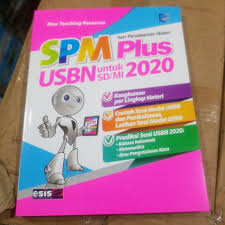 New Teaching Resource
Seri Pendalaman Materi
SPM Plus
USBN untuk SD/MI 2020
Rangkuman
per Lingkup Materi
Contoh Soal Model USBN
dan Pembahasan,
Latihan Soal Model USBN
Prediksi Soal USBN 2020:
• Bahasa Indonesia
• Matematika
• Ilmu Pengetahuan Alam
esis